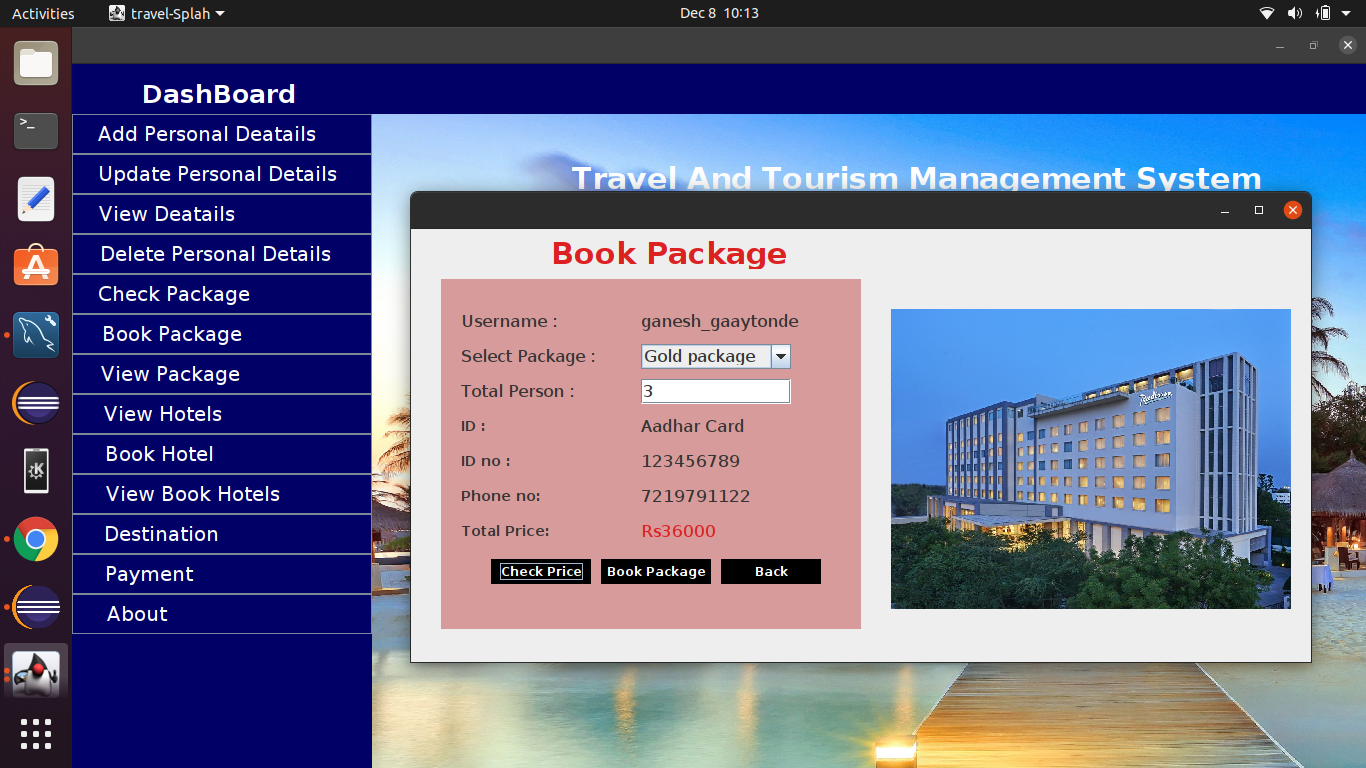 Activities
travel-Splah
Dec 8 10:13
DashBoard
Add Personal Deatails
Update Personal Details
View Deatails
Delete Personal Details
Check Package
Book Package
View Package
View Hotels
Book Hotel
View Book Hotels
Destination
Payment
About
Travel And Tourism Management System
Book Package
Username : ganesh_gaaytonde
Select Package : Gold package
Total Person : 3
ID : Aadhar Card
ID no : 123456789
Phone no: 7219791122
Total Price: Rs36000
Check Price Book Package Back
Radisson